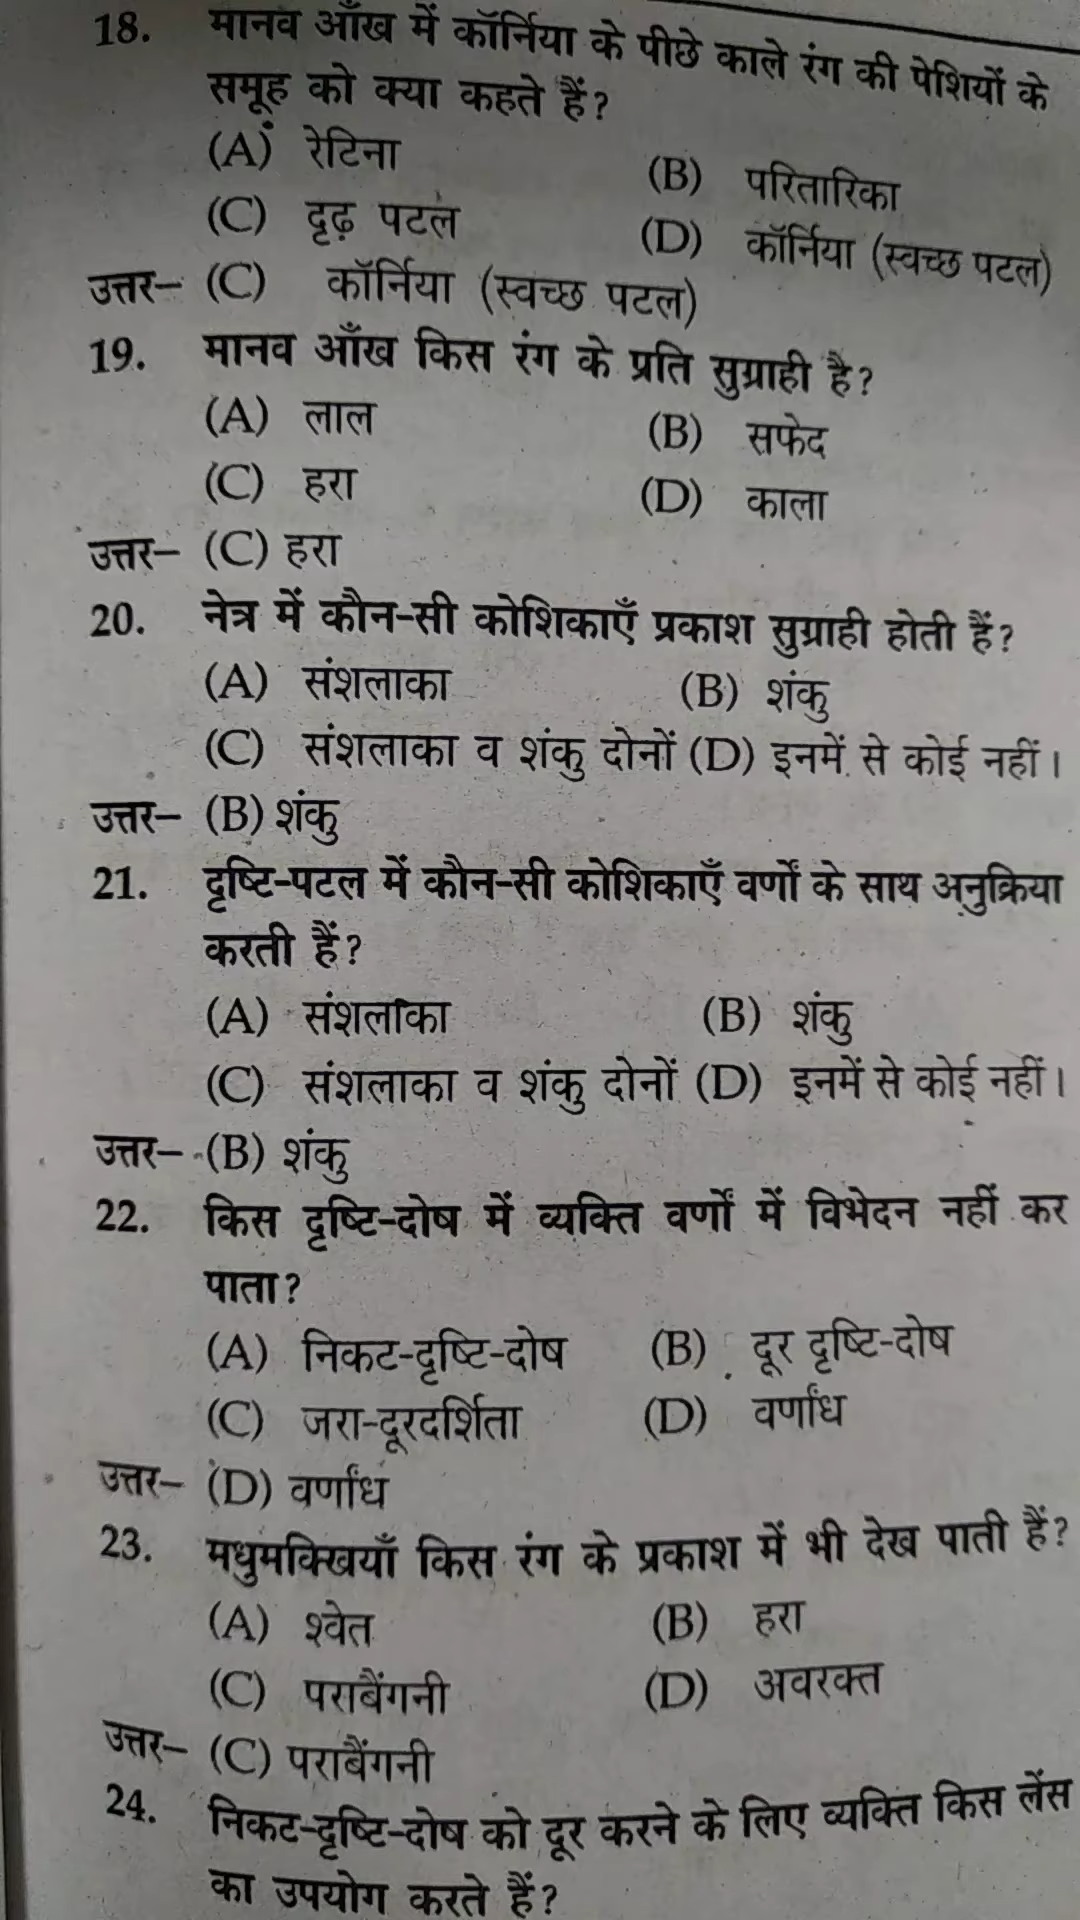 18. मानव आँख में कॉर्निया के पीछे काले रंग की पेशियों के
समूह को क्या कहते हैं?
(A) रेटिना (B) परितारिका
(C) दृढ़ पटल (D) कॉर्निया (स्वच्छ पटल)
उत्तर– (C) कॉर्निया (स्वच्छ पटल)
19. मानव आँख किस रंग के प्रति सुग्राही है?
(A) लाल (B) सफेद
(C) हरा (D) काला
उत्तर– (C) हरा
20. नेत्र में कौन-सी कोशिकाएँ प्रकाश सुग्राही होती हैं?
(A) संशलाका (B) शंकु
(C) संशलाका व शंकु दोनों (D) इनमें से कोई नहीं।
उत्तर– (B) शंकु
21. दृष्टि-पटल में कौन-सी कोशिकाएँ वर्णों के साथ अनुक्रिया
करती हैं?
(A) संशलाका (B) शंकु
(C) संशलाका व शंकु दोनों (D) इनमें से कोई नहीं।
उत्तर– (B) शंकु
22. किस दृष्टि-दोष में व्यक्ति वर्णों में विभेदन नहीं कर
पाता?
(A) निकट-दृष्टि-दोष (B) दूर दृष्टि-दोष
(C) जरा-दूरदर्शिता (D) वर्णांध
उत्तर– (D) वर्णांध
23. मधुमक्खियाँ किस रंग के प्रकाश में भी देख पाती हैं?
(A) श्वेत (B) हरा
(C) पराबैंगनी (D) अवरक्त
उत्तर– (C) पराबैंगनी
24. निकट-दृष्टि-दोष को दूर करने के लिए व्यक्ति किस लेंस
का उपयोग करते हैं?